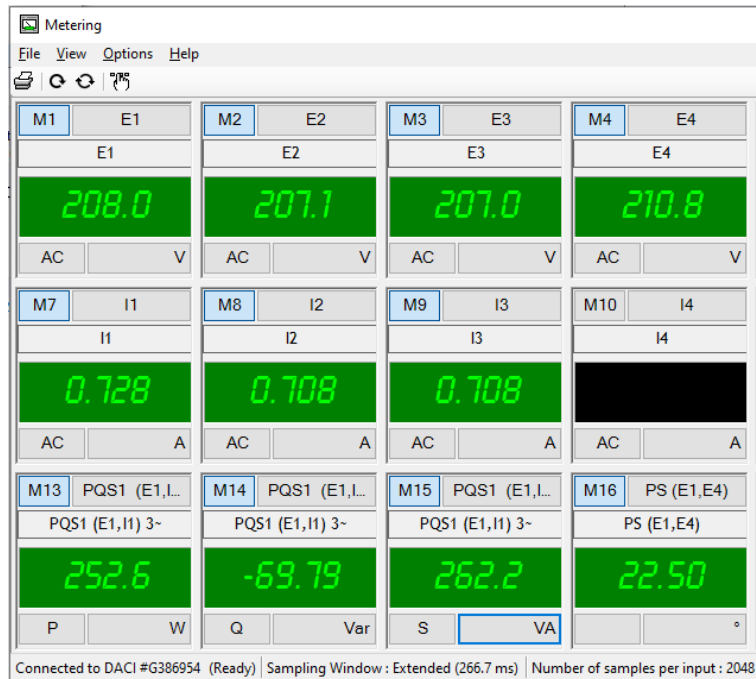 Metering
File View Options Help
M1 E1 M2 E2 M3 E3 M4 E4
E1 E2 E3 E4
208.0 207.1 207.0 210.8
AC V AC V AC V AC V
M7 I1 M8 I2 M9 I3 M10 I4
I1 I2 I3 I4
0.728 0.708 0.708
AC A AC A AC A AC A
M13 PQS1 (E1,I... M14 PQS1 (E1,I... M15 PQS1 (E1,I... M16 PS (E1,E4)
PQS1 (E1,I1) 3~ PQS1 (E1,I1) 3~ PQS1 (E1,I1) 3~ PS (E1,E4)
252.6 -69.79 262.2 22.50
P W Q Var S VA °
Connected to DACI #G386954 (Ready) Sampling Window : Extended (266.7 ms) Number of samples per input : 2048